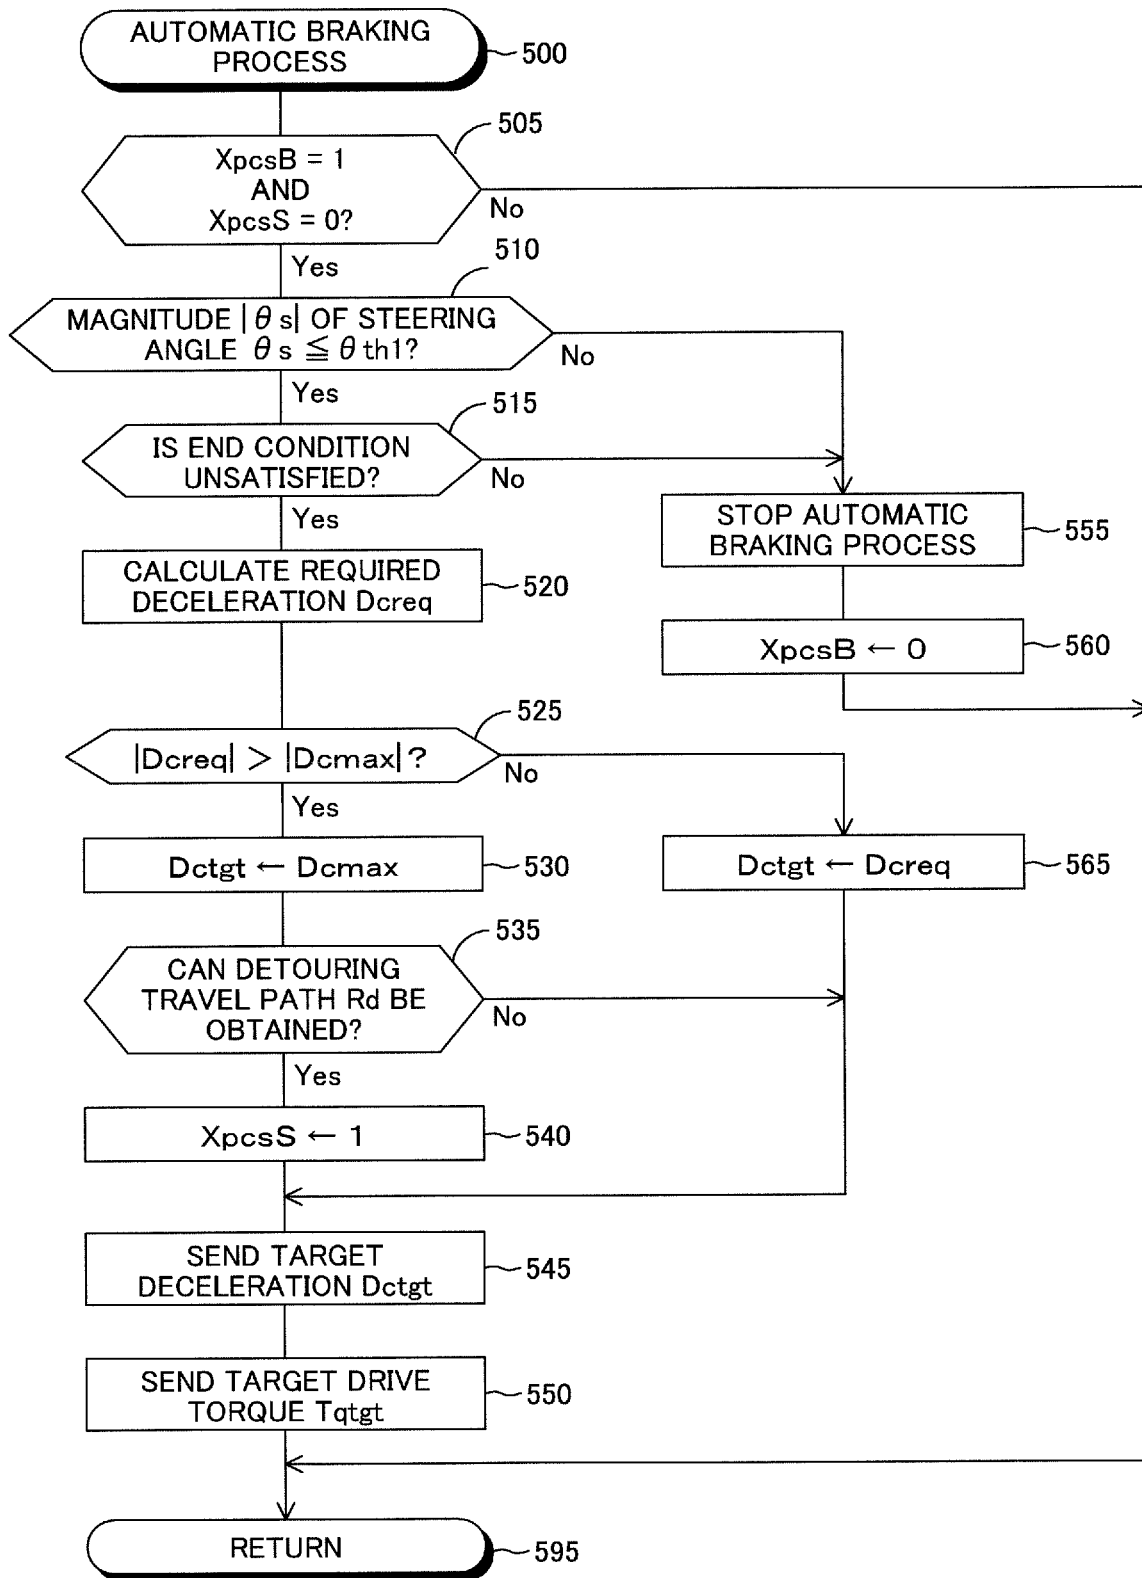 AUTOMATIC BRAKING
PROCESS
500
505
XpcsB = 1
AND
XpcsS = 0?
No
Yes
510
MAGNITUDE |θs| OF STEERING
ANGLE θs ≦ θth1?
No
Yes
515
IS END CONDITION
UNSATISFIED?
No
Yes
STOP AUTOMATIC
BRAKING PROCESS
555
CALCULATE REQUIRED
DECELERATION Dcreq
520
XpcsB ← 0
560
525
|Dcreq| > |Dcmax|?
No
Yes
Dctgt ← Dcmax
530
Dctgt ← Dcreq
565
535
CAN DETOURING
TRAVEL PATH Rd BE
OBTAINED?
No
Yes
XpcsS ← 1
540
SEND TARGET
DECELERATION Dctgt
545
SEND TARGET DRIVE
TORQUE Tqtgt
550
RETURN
595